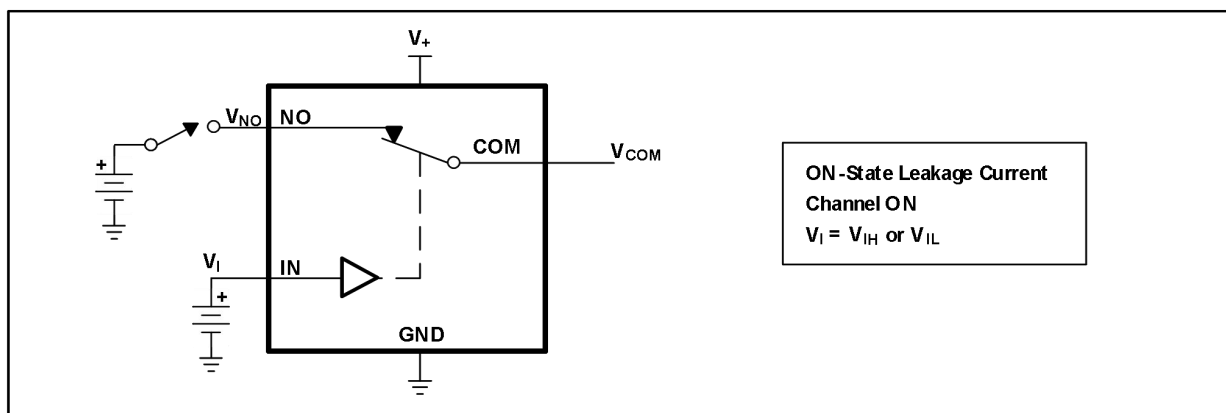 V+
VNO NO
+
COM
VCOM
VI IN
+
GND
ON-State Leakage Current
Channel ON
VI = VIH or VIL